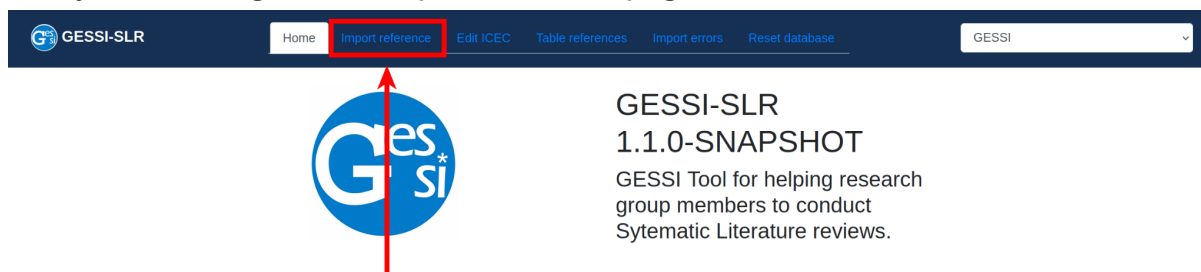 GESSI-SLR Home Import reference Edit ICEC Table references Import errors Reset database GESSI
Ges
si*
GESSI-SLR
1.1.0-SNAPSHOT
GESSI Tool for helping research
group members to conduct
Sytematic Literature reviews.